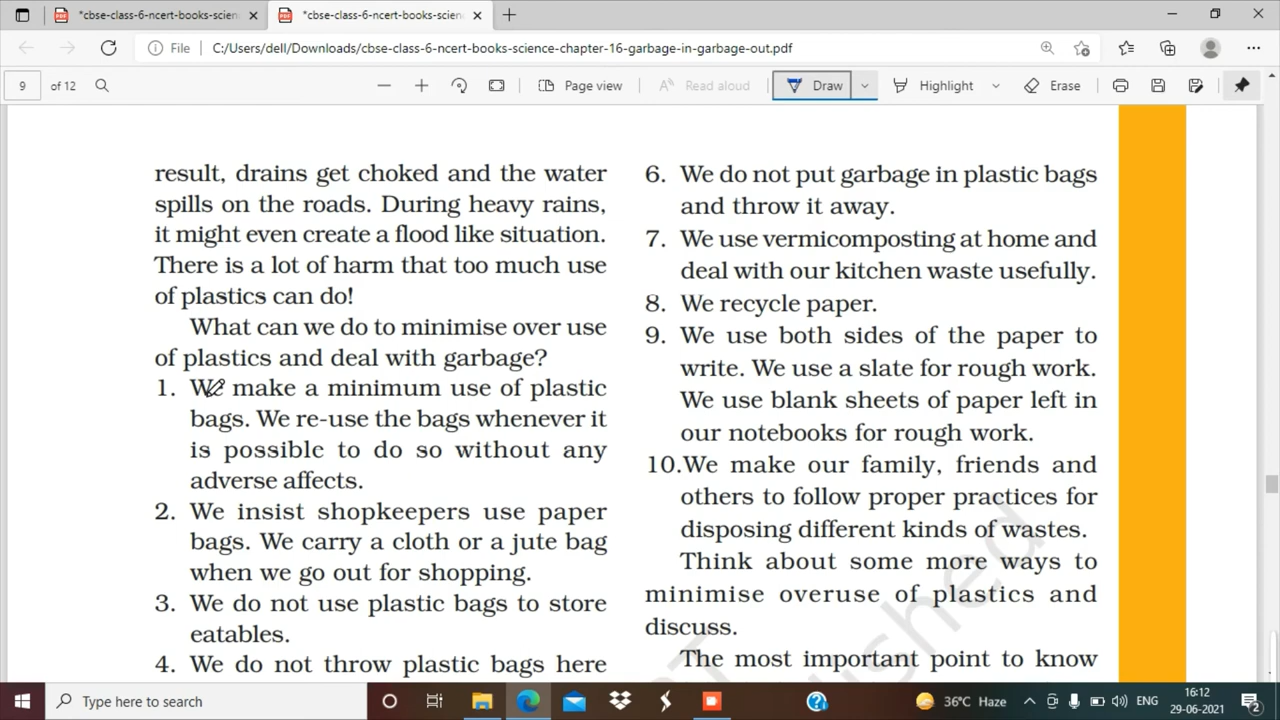 *cbse-class-6-ncert-books-scien
*cbse-class-6-ncert-books-scien
File
C:/Users/dell/Downloads/cbse-class-6-ncert-books-science-chapter-16-garbage-in-garbage-out.pdf
9 of 12
Page view
Read aloud
Draw
Highlight
Erase
result, drains get choked and the water
spills on the roads. During heavy rains,
it might even create a flood like situation.
There is a lot of harm that too much use
of plastics can do!
What can we do to minimise over use
of plastics and deal with garbage?
1. We make a minimum use of plastic
bags. We re-use the bags whenever it
is possible to do so without any
adverse affects.
2. We insist shopkeepers use paper
bags. We carry a cloth or a jute bag
when we go out for shopping.
3. We do not use plastic bags to store
eatables.
4. We do not throw plastic bags here
6. We do not put garbage in plastic bags
and throw it away.
7. We use vermicomposting at home and
deal with our kitchen waste usefully.
8. We recycle paper.
9. We use both sides of the paper to
write. We use a slate for rough work.
We use blank sheets of paper left in
our notebooks for rough work.
10.We make our family, friends and
others to follow proper practices for
disposing different kinds of wastes.
Think about some more ways to
minimise overuse of plastics and
discuss.
The most important point to know
Type here to search
36°C Haze
ENG
16:12
29-06-2021
2